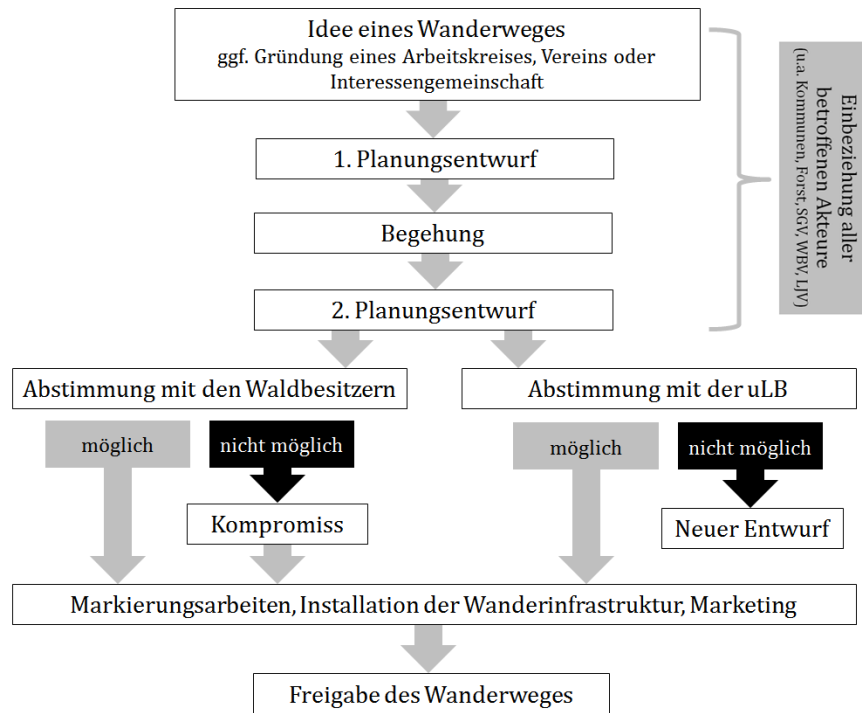 Idee eines Wanderweges
ggf. Gründung eines Arbeitskreises, Vereins oder
Interessengemeinschaft
Einbeziehung aller
betroffenen Akteure
(u.a. Kommunen, Forst, SGV, WBV, LJV)
1. Planungsentwurf
Begehung
2. Planungsentwurf
Abstimmung mit den Waldbesitzern
Abstimmung mit der uLB
möglich
nicht möglich
möglich
nicht möglich
Kompromiss
Neuer Entwurf
Markierungsarbeiten, Installation der Wanderinfrastruktur, Marketing
Freigabe des Wanderweges